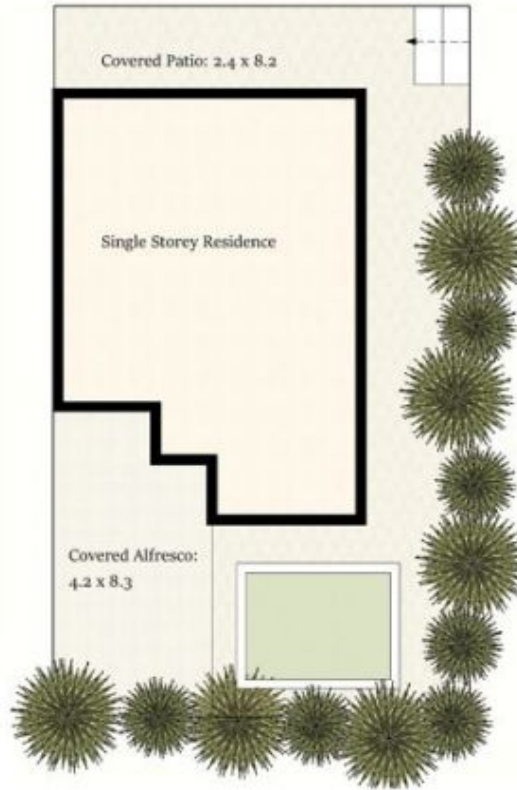 Covered Patio: 2.4 x 8.2
Single Storey Residence
Covered Alfresco:
4.2 x 8.3